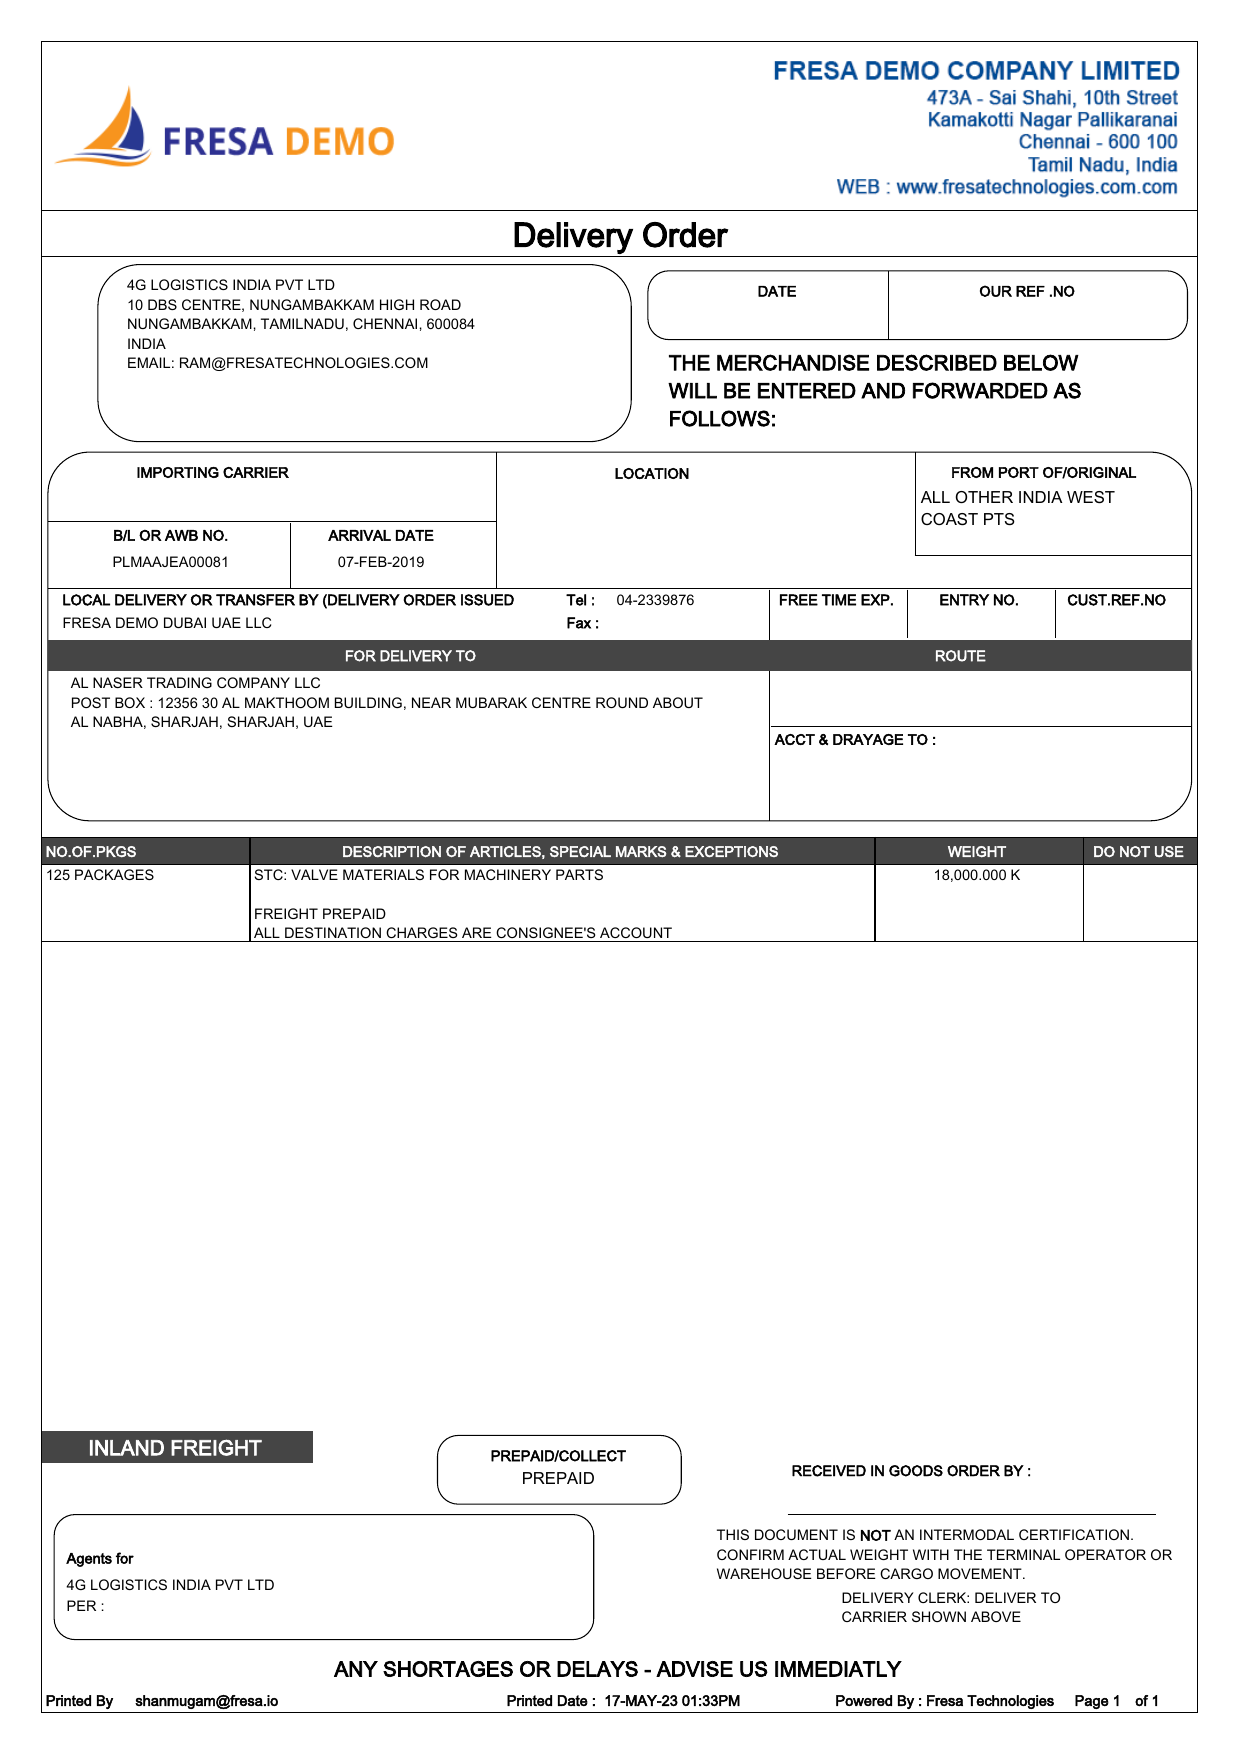 FRESA DEMO
FRESA DEMO COMPANY LIMITED
473A - Sai Shahi, 10th Street
Kamakotti Nagar Pallikaranai
Chennai - 600 100
Tamil Nadu, India
WEB : www.fresatechnologies.com.com
Delivery Order
4G LOGISTICS INDIA PVT LTD
10 DBS CENTRE, NUNGAMBAKKAM HIGH ROAD
NUNGAMBAKKAM, TAMILNADU, CHENNAI, 600084
INDIA
EMAIL: RAM@FRESATECHNOLOGIES.COM
DATE OUR REF .NO
THE MERCHANDISE DESCRIBED BELOW
WILL BE ENTERED AND FORWARDED AS
FOLLOWS:
IMPORTING CARRIER LOCATION FROM PORT OF/ORIGINAL
ALL OTHER INDIA WEST
COAST PTS
B/L OR AWB NO. ARRIVAL DATE
PLMAAJEA00081 07-FEB-2019
LOCAL DELIVERY OR TRANSFER BY (DELIVERY ORDER ISSUED Tel : 04-2339876 FREE TIME EXP. ENTRY NO. CUST.REF.NO
FRESA DEMO DUBAI UAE LLC Fax :
FOR DELIVERY TO ROUTE
AL NASER TRADING COMPANY LLC
POST BOX : 12356 30 AL MAKTHOOM BUILDING, NEAR MUBARAK CENTRE ROUND ABOUT
AL NABHA, SHARJAH, SHARJAH, UAE
ACCT & DRAYAGE TO :
NO.OF.PKGS DESCRIPTION OF ARTICLES, SPECIAL MARKS & EXCEPTIONS WEIGHT DO NOT USE
125 PACKAGES STC: VALVE MATERIALS FOR MACHINERY PARTS 18,000.000 K
FREIGHT PREPAID
ALL DESTINATION CHARGES ARE CONSIGNEE'S ACCOUNT
INLAND FREIGHT
PREPAID/COLLECT
PREPAID
RECEIVED IN GOODS ORDER BY :
Agents for
4G LOGISTICS INDIA PVT LTD
PER :
THIS DOCUMENT IS NOT AN INTERMODAL CERTIFICATION.
CONFIRM ACTUAL WEIGHT WITH THE TERMINAL OPERATOR OR
WAREHOUSE BEFORE CARGO MOVEMENT.
DELIVERY CLERK: DELIVER TO
CARRIER SHOWN ABOVE
ANY SHORTAGES OR DELAYS - ADVISE US IMMEDIATLY
Printed By shanmugam@fresa.io Printed Date : 17-MAY-23 01:33PM Powered By : Fresa Technologies Page 1 of 1